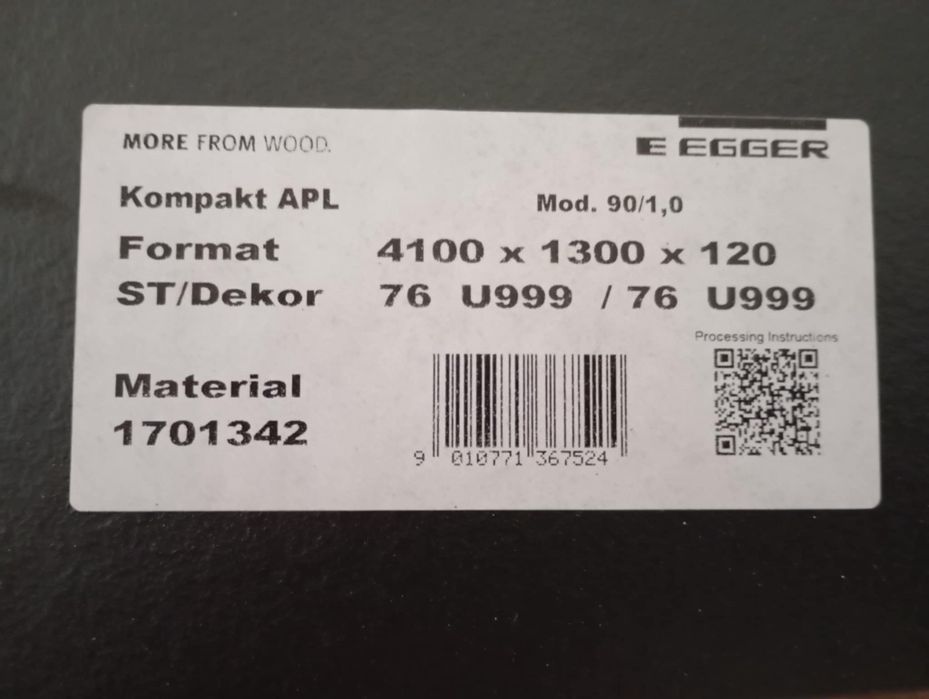 MORE FROM WOOD.
E EGGER
Kompakt APL Mod. 90/1,0
Format 4100 x 1300 x 120
ST/Dekor 76 U999 / 76 U999
Processing Instructions
Material
1701342
9 010771 367524